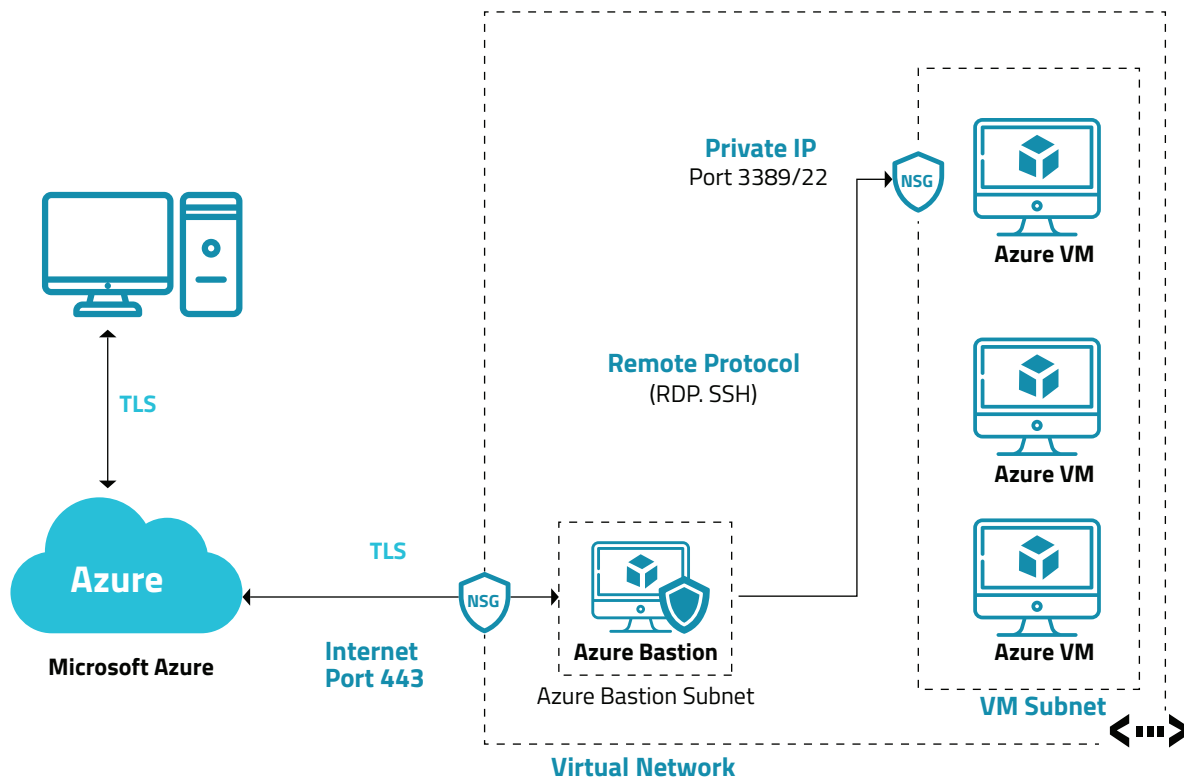 Private IP
Port 3389/22
NSG
Azure VM
TLS
Remote Protocol
(RDP. SSH)
Azure VM
Azure
TLS
NSG
Microsoft Azure
Internet
Port 443
Azure Bastion
Azure Bastion Subnet
Azure VM
VM Subnet
Virtual Network